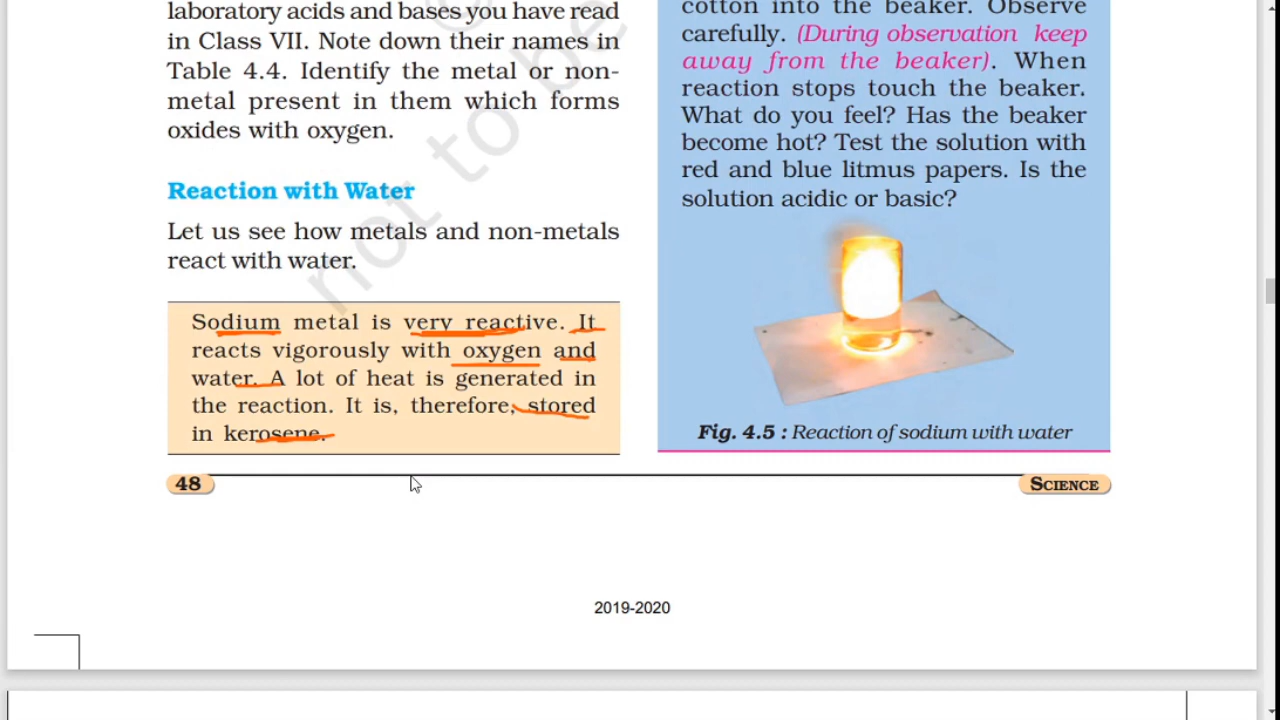 laboratory acids and bases you have read
in Class VII. Note down their names in
Table 4.4. Identify the metal or non-
metal present in them which forms
oxides with oxygen.
Reaction with Water
Let us see how metals and non-metals
react with water.
Sodium metal is very reactive. It
reacts vigorously with oxygen and
water. A lot of heat is generated in
the reaction. It is, therefore, stored
in kerosene.
cotton into the beaker. Observe
carefully. (During observation keep
away from the beaker). When
reaction stops touch the beaker.
What do you feel? Has the beaker
become hot? Test the solution with
red and blue litmus papers. Is the
solution acidic or basic?
Fig. 4.5 : Reaction of sodium with water
48
SCIENCE
2019-2020
not to be